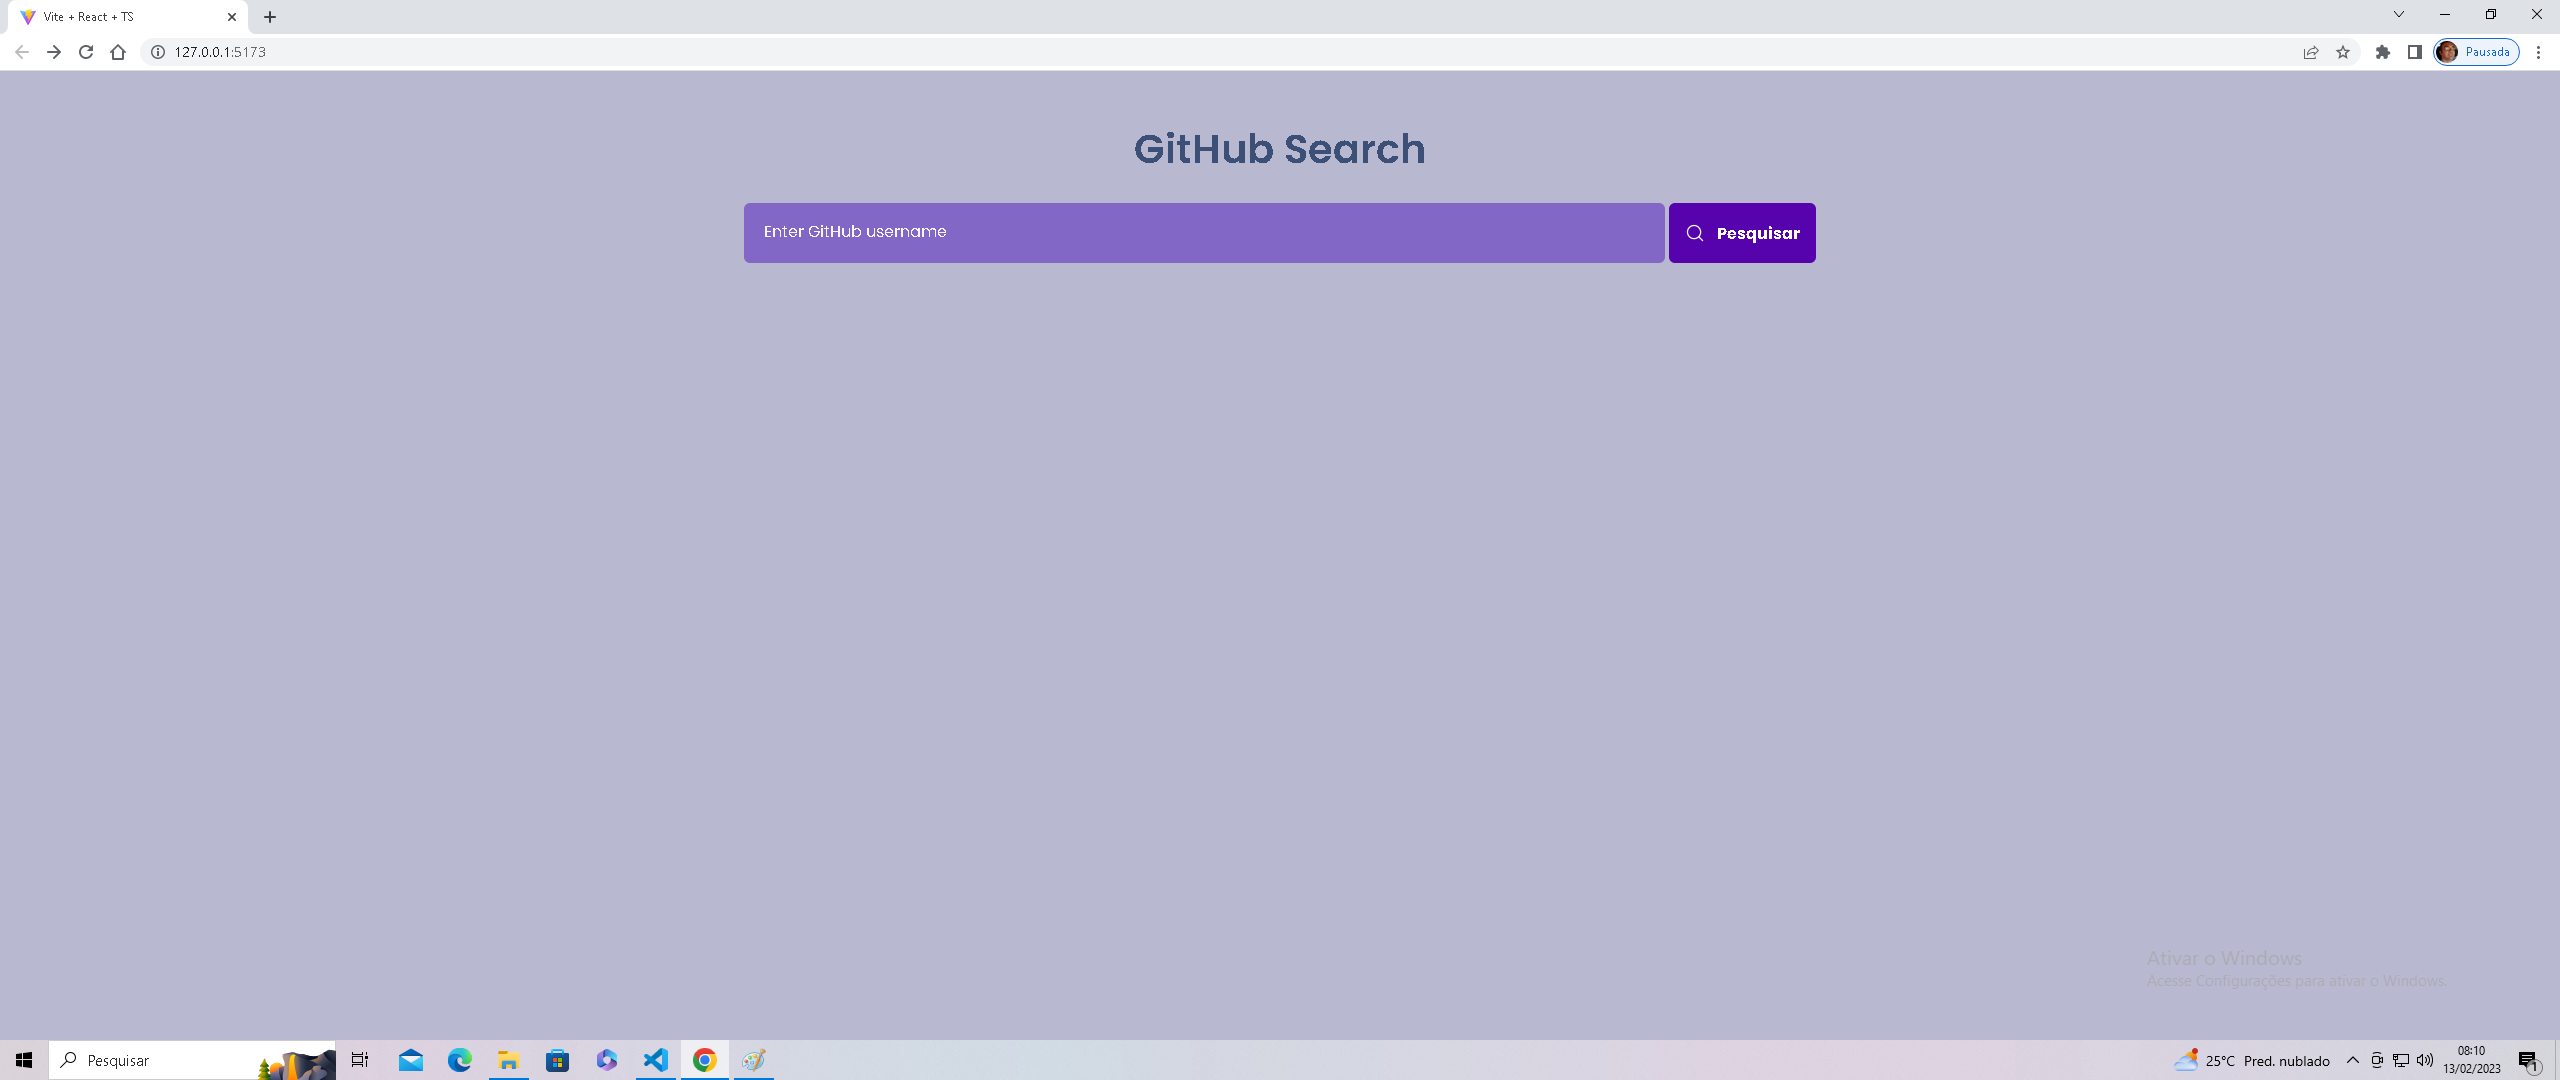 Vite + React + TS
127.0.0.1:5173
Pausada
GitHub Search
Enter GitHub username
Pesquisar
Ativar o Windows
Acesse Configurações para ativar o Windows.
Pesquisar
25°C Pred. nublado
08:10
13/02/2023
1